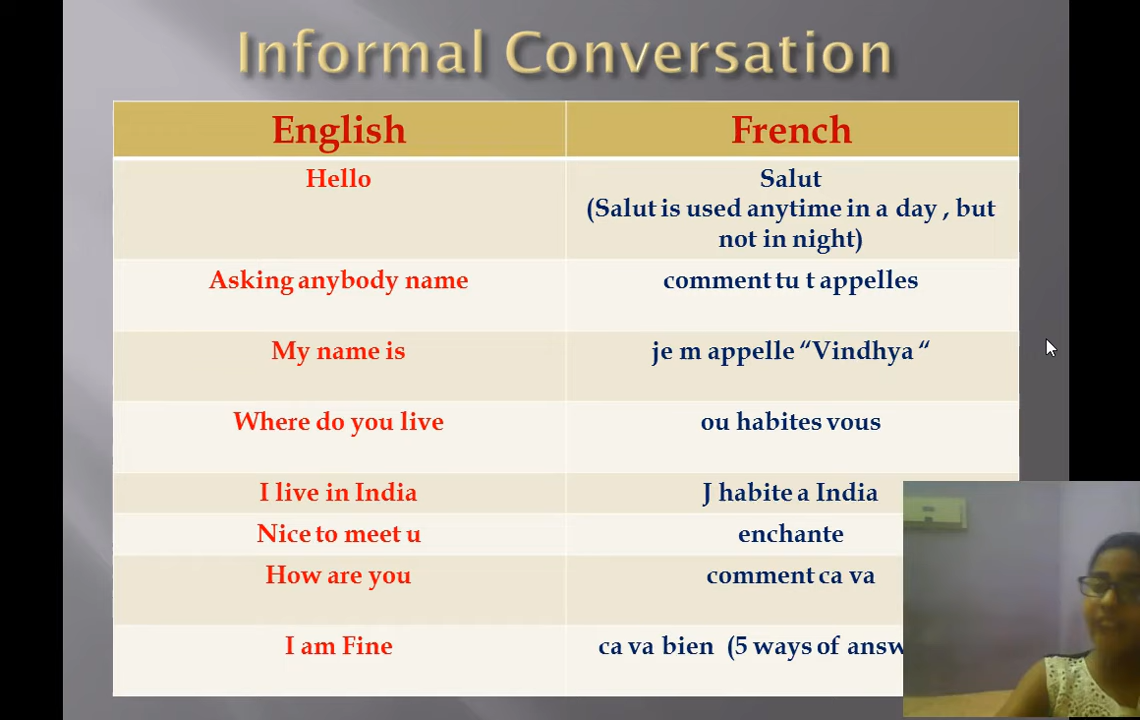 Informal Conversation
English French
Hello Salut
(Salut is used anytime in a day , but
not in night)
Asking anybody name comment tu t appelles
My name is je m appelle “Vindhya “
Where do you live ou habites vous
I live in India J habite a India
Nice to meet u enchante
How are you comment ca va
I am Fine ca va bien (5 ways of answ